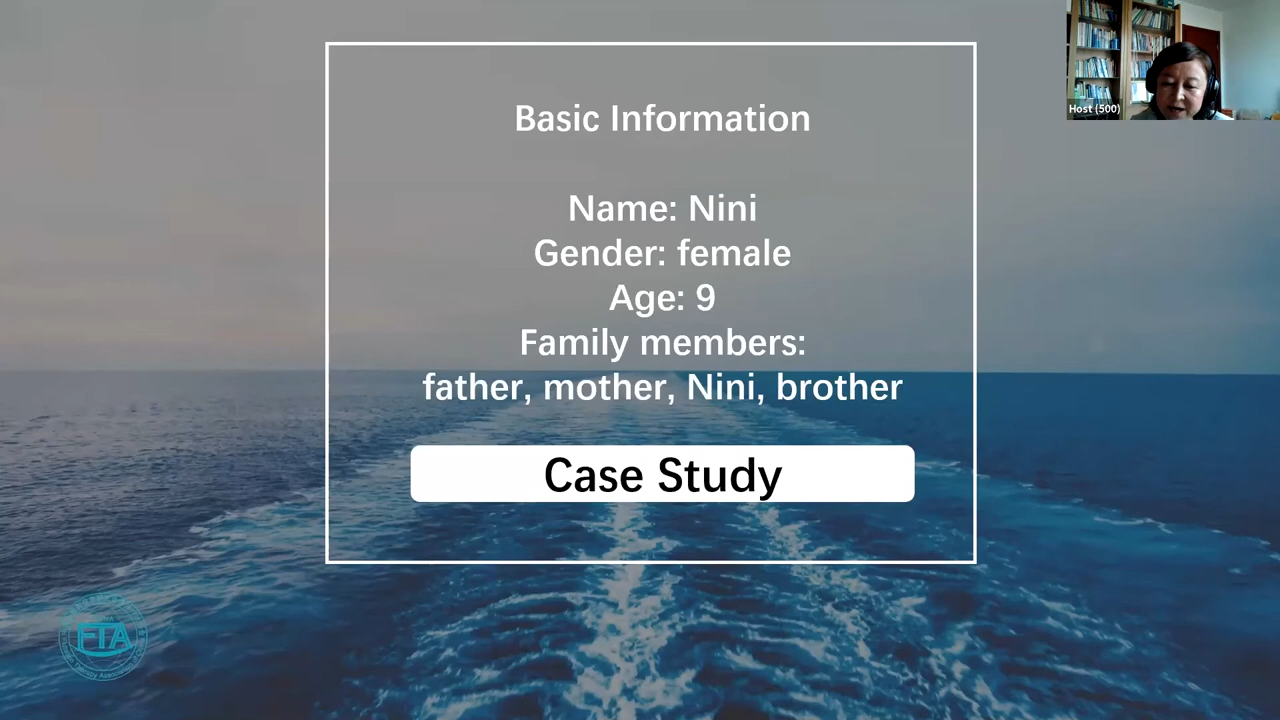 Basic Information
Name: Nini
Gender: female
Age: 9
Family members:
father, mother, Nini, brother
Case Study
Host (500)
FTA